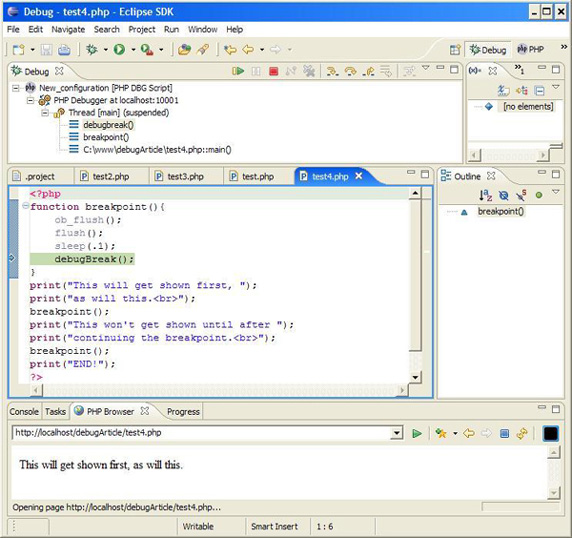 Debug - test4.php - Eclipse SDK
File Edit Navigate Search Project Run Window Help
Debug PHP »
Debug
New_configuration [PHP DBG Script]
PHP Debugger at localhost:10001
Thread [main] (suspended)
debugbreak()
breakpoint()
C:\www\debugArticle\test4.php::main()
(x)= »1
[no elements]
.project test2.php test3.php test.php test4.php
<?php
function breakpoint(){
ob_flush();
flush();
sleep(.1);
debugBreak();
}
print("This will get shown first, ");
print("as will this.<br>");
breakpoint();
print("This won't get shown until after ");
print("continuing the breakpoint.<br>");
breakpoint();
print("END!");
?>
Outline
breakpoint()
Console Tasks PHP Browser Progress
http://localhost/debugArticle/test4.php
This will get shown first, as will this.
Opening page http://localhost/debugArticle/test4.php...
Writable Smart Insert 1 : 6